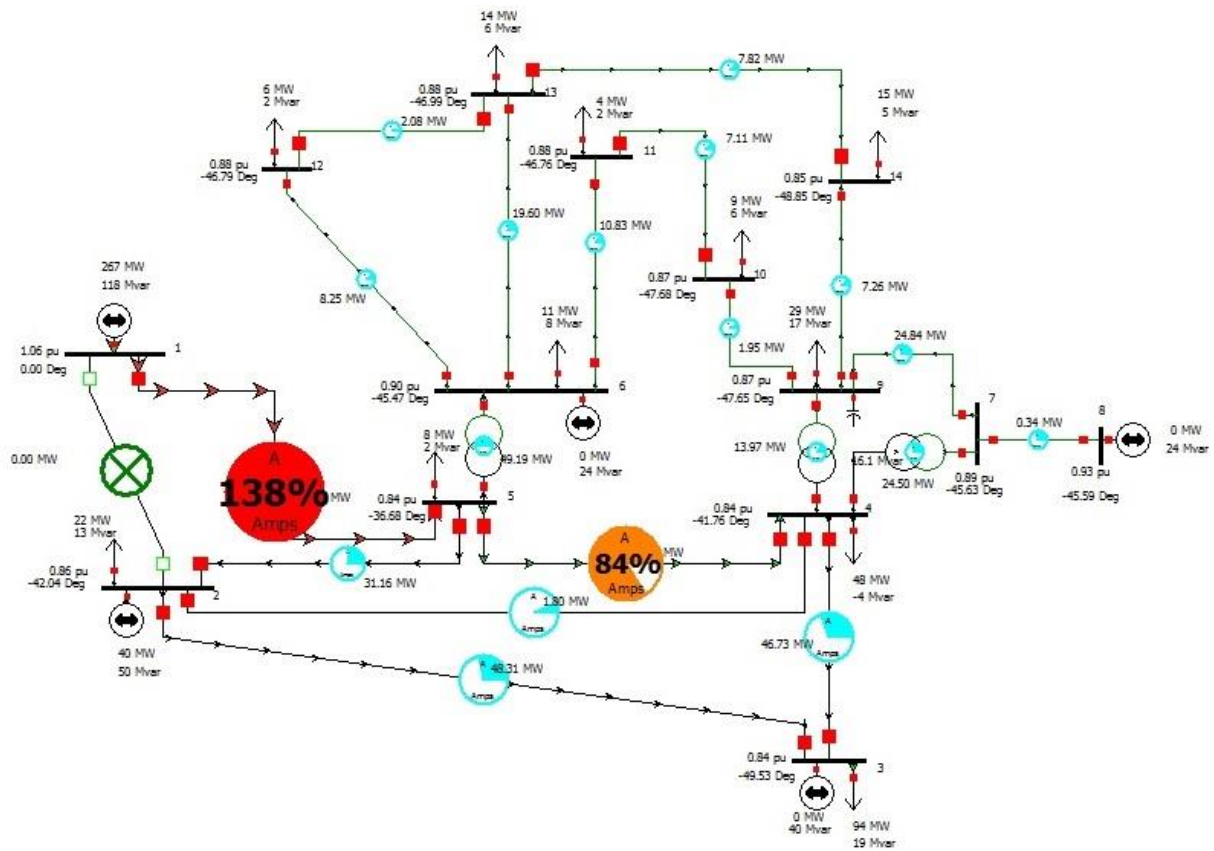 14 MW
6 Mvar
7.82 MW
0.88 pu
-46.99 Deg
13
6 MW
2 Mvar
2.08 MW
4 MW
2 Mvar
15 MW
5 Mvar
7.11 MW
0.88 pu
-46.76 Deg
11
0.88 pu
-46.79 Deg
12
0.85 pu
-48.85 Deg
14
19.60 MW
10.83 MW
9 MW
6 Mvar
267 MW
118 Mvar
8.25 MW
0.87 pu
-47.68 Deg
10
7.26 MW
11 MW
8 Mvar
29 MW
17 Mvar
24.84 MW
1.95 MW
1.06 pu
0.00 Deg
1
0.90 pu
-45.47 Deg
6
0.87 pu
-47.65 Deg
9
7
8
0.34 MW
0 MW
24 Mvar
0.00 MW
8 MW
2 Mvar
49.19 MW
0 MW
24 Mvar
13.97 MW
16.1 Mvar
24.50 MW
0.89 pu
-45.63 Deg
0.93 pu
-45.59 Deg
A
138%
MW
Amps
0.84 pu
-36.68 Deg
5
0.84 pu
-41.76 Deg
4
22 MW
13 Mvar
A
84%
MW
Amps
31.16 MW
0.86 pu
-42.04 Deg
2
48 MW
-4 Mvar
A
1.80 MW
Amps
40 MW
50 Mvar
A
48.31 MW
Amps
A
46.73 MW
Amps
0.84 pu
-49.53 Deg
3
0 MW
40 Mvar
94 MW
19 Mvar